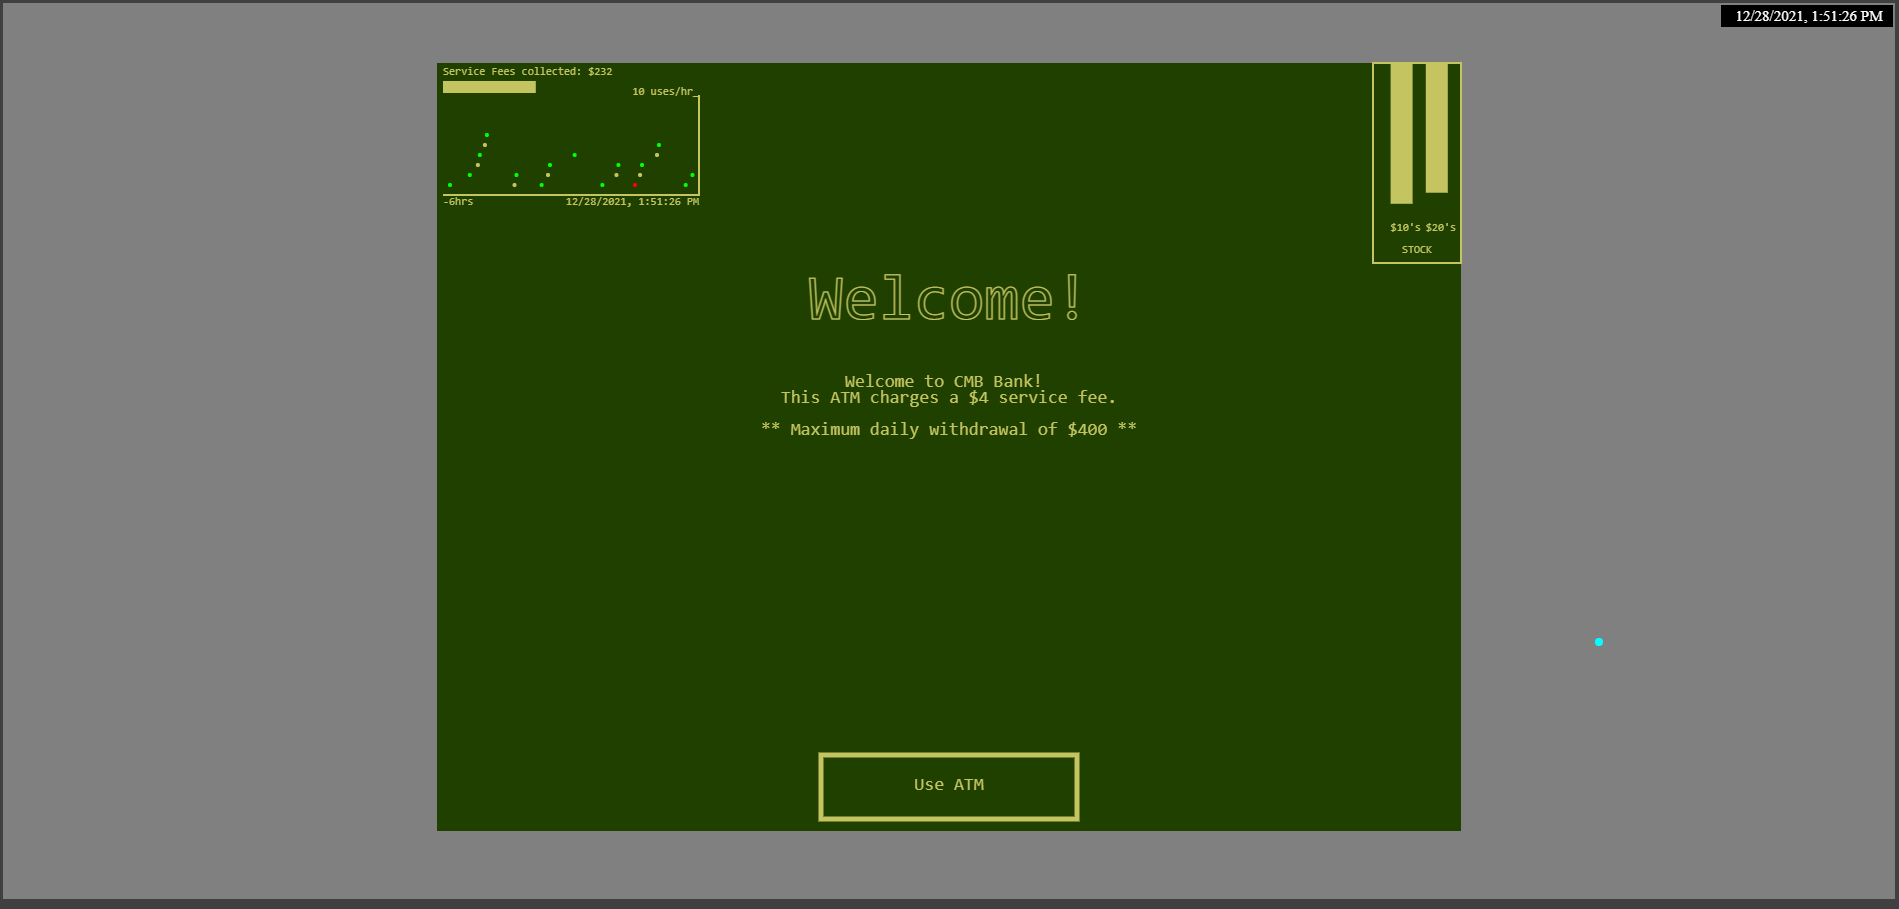 12/28/2021, 1:51:26 PM
Service Fees collected: $232
10 uses/hr_
-6hrs 12/28/2021, 1:51:26 PM
$10's $20's
STOCK
Welcome!
Welcome to CMB Bank!
This ATM charges a $4 service fee.
** Maximum daily withdrawal of $400 **
Use ATM